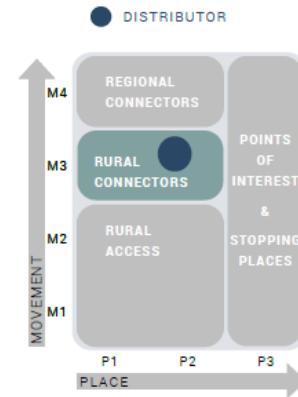 DISTRIBUTOR
M4
REGIONAL
CONNECTORS
M3
RURAL
CONNECTORS
POINTS
OF
INTEREST
&
STOPPING
PLACES
M2
RURAL
ACCESS
M1
MOVEMENT
P1
P2
P3
PLACE